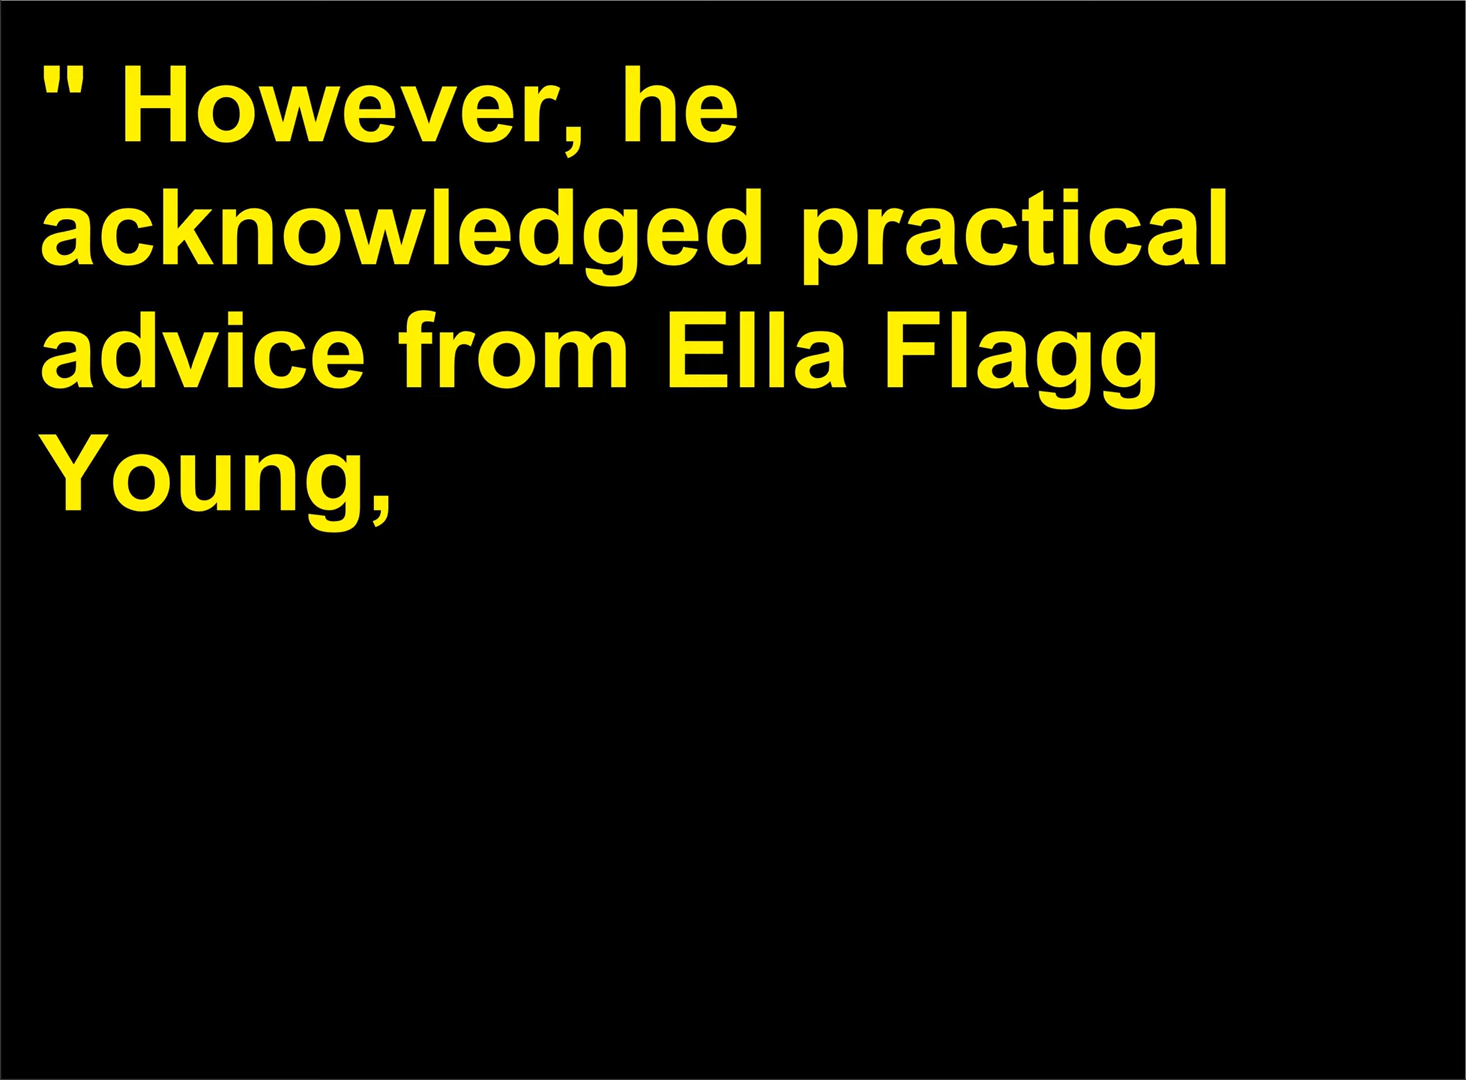 " However, he
acknowledged practical
advice from Ella Flagg
Young,